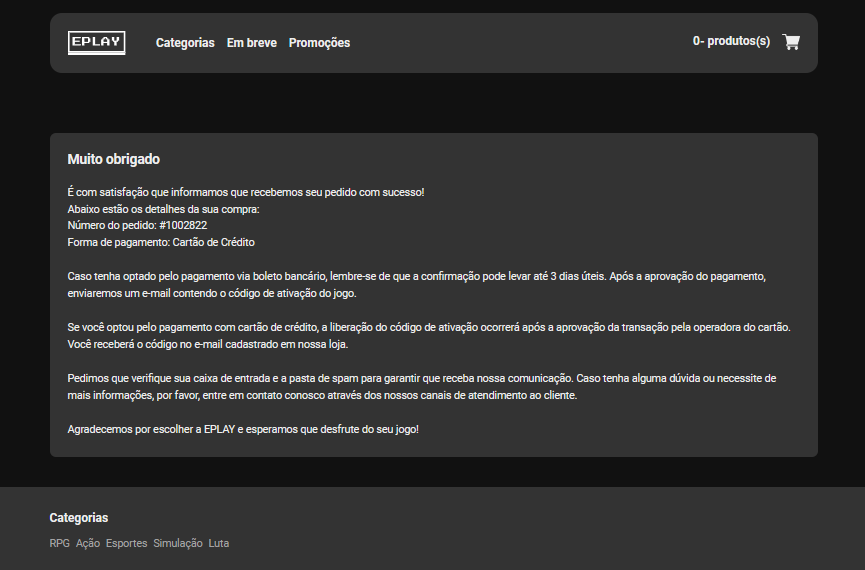 EPLAY
Categorias Em breve Promoções
0- produtos(s)
Muito obrigado
É com satisfação que informamos que recebemos seu pedido com sucesso!
Abaixo estão os detalhes da sua compra:
Número do pedido: #1002822
Forma de pagamento: Cartão de Crédito
Caso tenha optado pelo pagamento via boleto bancário, lembre-se de que a confirmação pode levar até 3 dias úteis. Após a aprovação do pagamento,
enviaremos um e-mail contendo o código de ativação do jogo.
Se você optou pelo pagamento com cartão de crédito, a liberação do código de ativação ocorrerá após a aprovação da transação pela operadora do cartão.
Você receberá o código no e-mail cadastrado em nossa loja.
Pedimos que verifique sua caixa de entrada e a pasta de spam para garantir que receba nossa comunicação. Caso tenha alguma dúvida ou necessite de
mais informações, por favor, entre em contato conosco através dos nossos canais de atendimento ao cliente.
Agradecemos por escolher a EPLAY e esperamos que desfrute do seu jogo!
Categorias
RPG Ação Esportes Simulação Luta